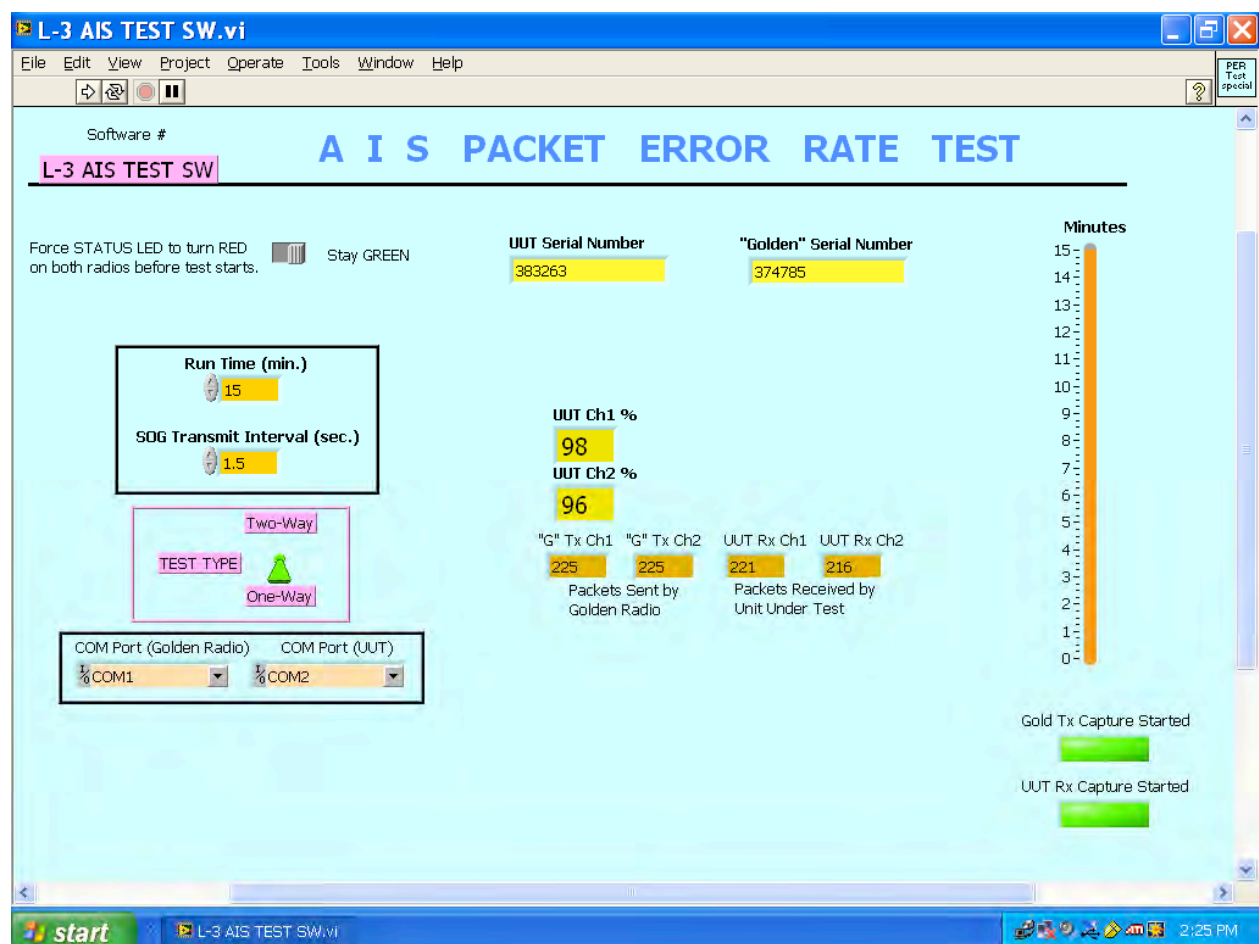 L-3 AIS TEST SW.vi
File Edit View Project Operate Tools Window Help
PER
Test
special
?
Software #
L-3 AIS TEST SW
A I S PACKET ERROR RATE TEST
Force STATUS LED to turn RED
on both radios before test starts.
Stay GREEN
UUT Serial Number
383263
"Golden" Serial Number
374785
Minutes
15
14
13
12
11
10
9
8
7
6
5
4
3
2
1
0
Run Time (min.)
15
SOG Transmit Interval (sec.)
1.5
UUT Ch1 %
98
UUT Ch2 %
96
Two-Way
TEST TYPE
One-Way
"G" Tx Ch1 "G" Tx Ch2 UUT Rx Ch1 UUT Rx Ch2
225 225 221 216
Packets Sent by
Golden Radio
Packets Received by
Unit Under Test
COM Port (Golden Radio) COM Port (UUT)
COM1 COM2
Gold Tx Capture Started
UUT Rx Capture Started
start
L-3 AIS TEST SW.vi
2:25 PM